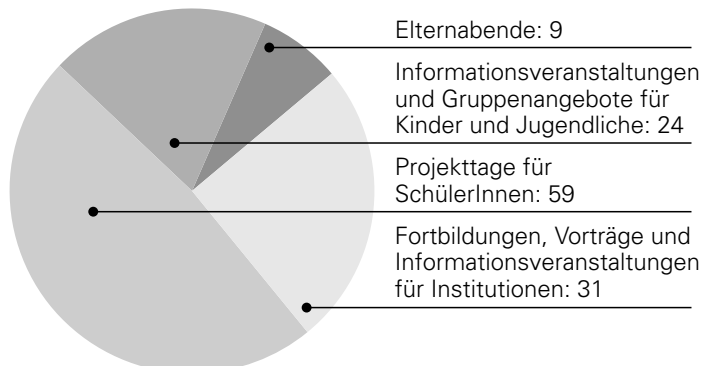 Elternabende: 9
Informationsveranstaltungen
und Gruppenangebote für
Kinder und Jugendliche: 24
Projekttage für
SchülerInnen: 59
Fortbildungen, Vorträge und
Informationsveranstaltungen
für Institutionen: 31